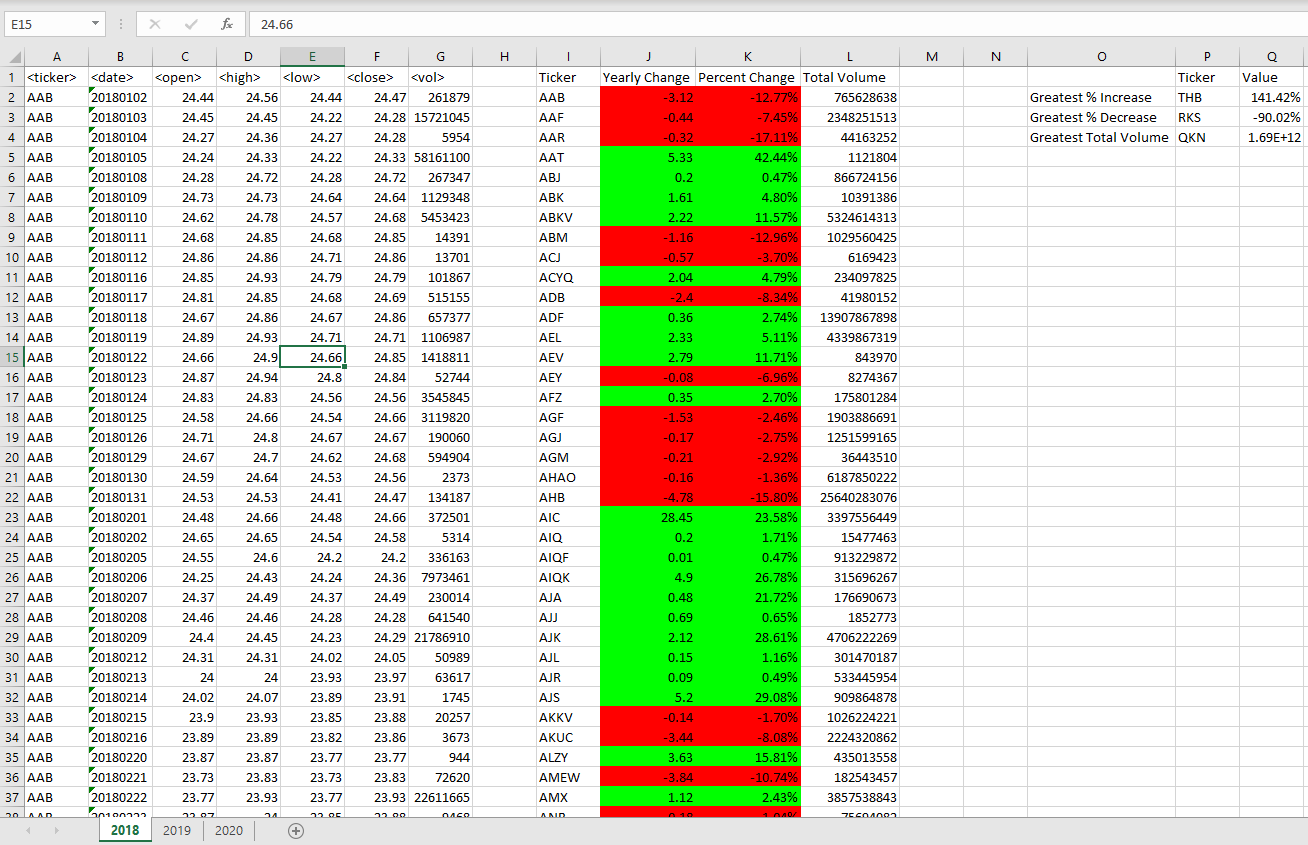 E15 fx 24.66
A B C D E F G H I J K L M N O P Q
1 <ticker> <date> <open> <high> <low> <close> <vol> Ticker Yearly Change Percent Change Total Volume Ticker Value
2 AAB 20180102 24.44 24.56 24.44 24.47 261879 AAB -3.12 -12.77% 765628638 Greatest % Increase THB 141.42%
3 AAB 20180103 24.45 24.45 24.22 24.28 15721045 AAF -0.44 -7.45% 2348251513 Greatest % Decrease RKS -90.02%
4 AAB 20180104 24.27 24.36 24.27 24.28 5954 AAR -0.32 -17.11% 44163252 Greatest Total Volume QKN 1.69E+12
5 AAB 20180105 24.24 24.33 24.22 24.33 58161100 AAT 5.33 42.44% 1121804
6 AAB 20180108 24.28 24.72 24.28 24.72 267347 ABJ 0.2 0.47% 866724156
7 AAB 20180109 24.73 24.73 24.64 24.64 1129348 ABK 1.61 4.80% 10391386
8 AAB 20180110 24.62 24.78 24.57 24.68 5453423 ABKV 2.22 11.57% 5324614313
9 AAB 20180111 24.68 24.85 24.68 24.85 14391 ABM -1.16 -12.96% 1029560425
10 AAB 20180112 24.86 24.86 24.71 24.86 13701 ACJ -0.57 -3.70% 6169423
11 AAB 20180116 24.85 24.93 24.79 24.79 101867 ACYQ 2.04 4.79% 234097825
12 AAB 20180117 24.81 24.85 24.68 24.69 515155 ADB -2.4 -8.34% 41980152
13 AAB 20180118 24.67 24.86 24.67 24.86 657377 ADF 0.36 2.74% 13907867898
14 AAB 20180119 24.89 24.93 24.71 24.71 1106987 AEL 2.33 5.11% 4339867319
15 AAB 20180122 24.66 24.9 24.66 24.85 1418811 AEV 2.79 11.71% 843970
16 AAB 20180123 24.87 24.94 24.8 24.84 52744 AEY -0.08 -6.96% 8274367
17 AAB 20180124 24.83 24.83 24.56 24.56 3545845 AFZ 0.35 2.70% 175801284
18 AAB 20180125 24.58 24.66 24.54 24.66 3119820 AGF -1.53 -2.46% 1903886691
19 AAB 20180126 24.71 24.8 24.67 24.67 190060 AGJ -0.17 -2.75% 1251599165
20 AAB 20180129 24.67 24.7 24.62 24.68 594904 AGM -0.21 -2.92% 36443510
21 AAB 20180130 24.59 24.64 24.53 24.56 2373 AHAO -0.16 -1.36% 6187850222
22 AAB 20180131 24.53 24.53 24.41 24.47 134187 AHB -4.78 -15.80% 25640283076
23 AAB 20180201 24.48 24.66 24.48 24.66 372501 AIC 28.45 23.58% 3397556449
24 AAB 20180202 24.65 24.65 24.54 24.58 5314 AIQ 0.2 1.71% 15477463
25 AAB 20180205 24.55 24.6 24.2 24.2 336163 AIQF 0.01 0.47% 913229872
26 AAB 20180206 24.25 24.43 24.24 24.36 7973461 AIQK 4.9 26.78% 315696267
27 AAB 20180207 24.37 24.49 24.37 24.49 230014 AJA 0.48 21.72% 176690673
28 AAB 20180208 24.46 24.46 24.28 24.28 641540 AJJ 0.69 0.65% 1852773
29 AAB 20180209 24.4 24.45 24.23 24.29 21786910 AJK 2.12 28.61% 4706222269
30 AAB 20180212 24.31 24.31 24.02 24.05 50989 AJL 0.15 1.16% 301470187
31 AAB 20180213 24 24 23.93 23.97 63617 AJR 0.09 0.49% 533445954
32 AAB 20180214 24.02 24.07 23.89 23.91 1745 AJS 5.2 29.08% 909864878
33 AAB 20180215 23.9 23.93 23.85 23.88 20257 AKKV -0.14 -1.70% 1026224221
34 AAB 20180216 23.89 23.89 23.82 23.86 3673 AKUC -3.44 -8.08% 2224320862
35 AAB 20180220 23.87 23.87 23.77 23.77 944 ALZY 3.63 15.81% 435013558
36 AAB 20180221 23.73 23.83 23.73 23.83 72620 AMEW -3.84 -10.74% 182543457
37 AAB 20180222 23.77 23.93 23.77 23.93 22611665 AMX 1.12 2.43% 3857538843
2018 2019 2020